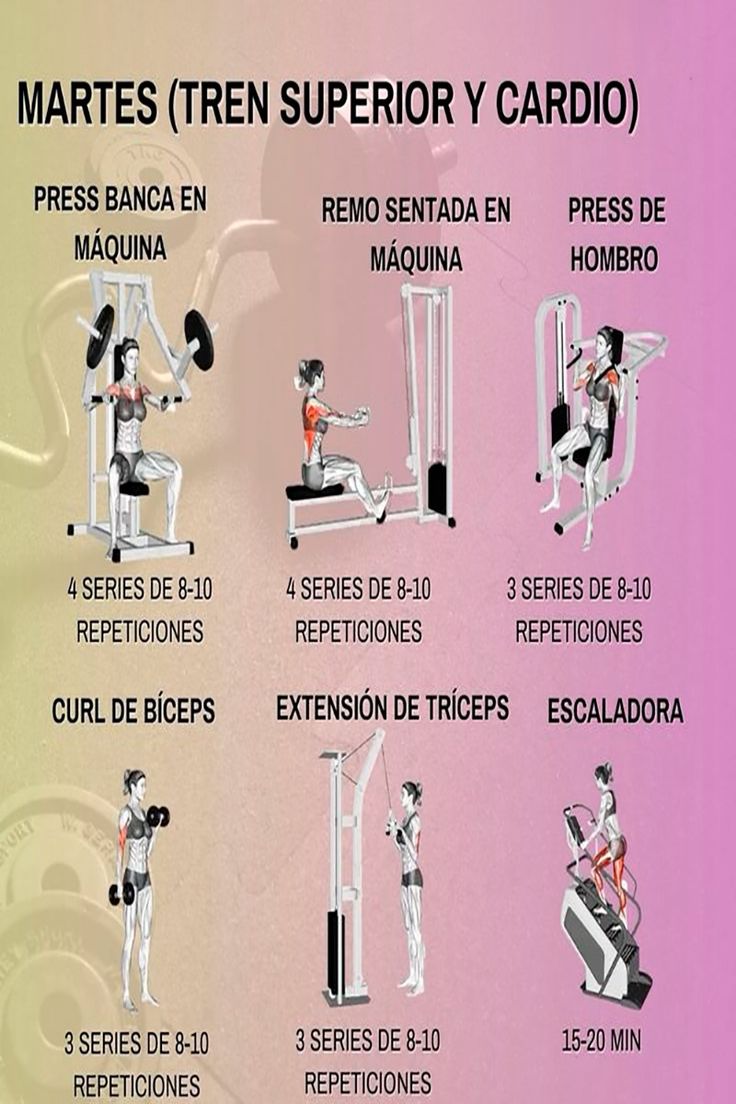 MARTES (TREN SUPERIOR Y CARDIO)
PRESS BANCA EN
MÁQUINA
REMO SENTADA EN
MÁQUINA
PRESS DE
HOMBRO
4 SERIES DE 8-10
REPETICIONES
4 SERIES DE 8-10
REPETICIONES
3 SERIES DE 8-10
REPETICIONES
CURL DE BÍCEPS
EXTENSIÓN DE TRÍCEPS
ESCALADORA
3 SERIES DE 8-10
REPETICIONES
3 SERIES DE 8-10
REPETICIONES
15-20 MIN